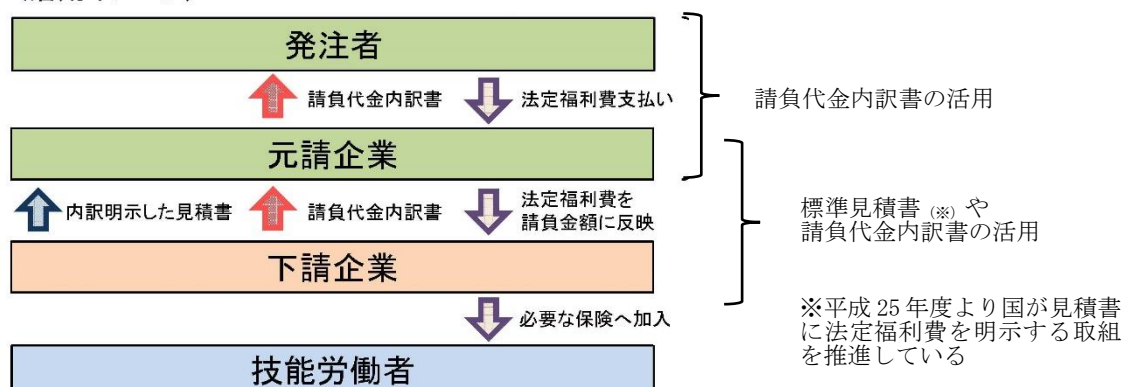 発注者
請負代金内訳書
法定福利費支払い
請負代金内訳書の活用
元請企業
内訳明示した見積書
請負代金内訳書
法定福利費を
請負金額に反映
標準見積書(※)や
請負代金内訳書の活用
下請企業
必要な保険へ加入
※平成25年度より国が見積書
に法定福利費を明示する取組
を推進している
技能労働者